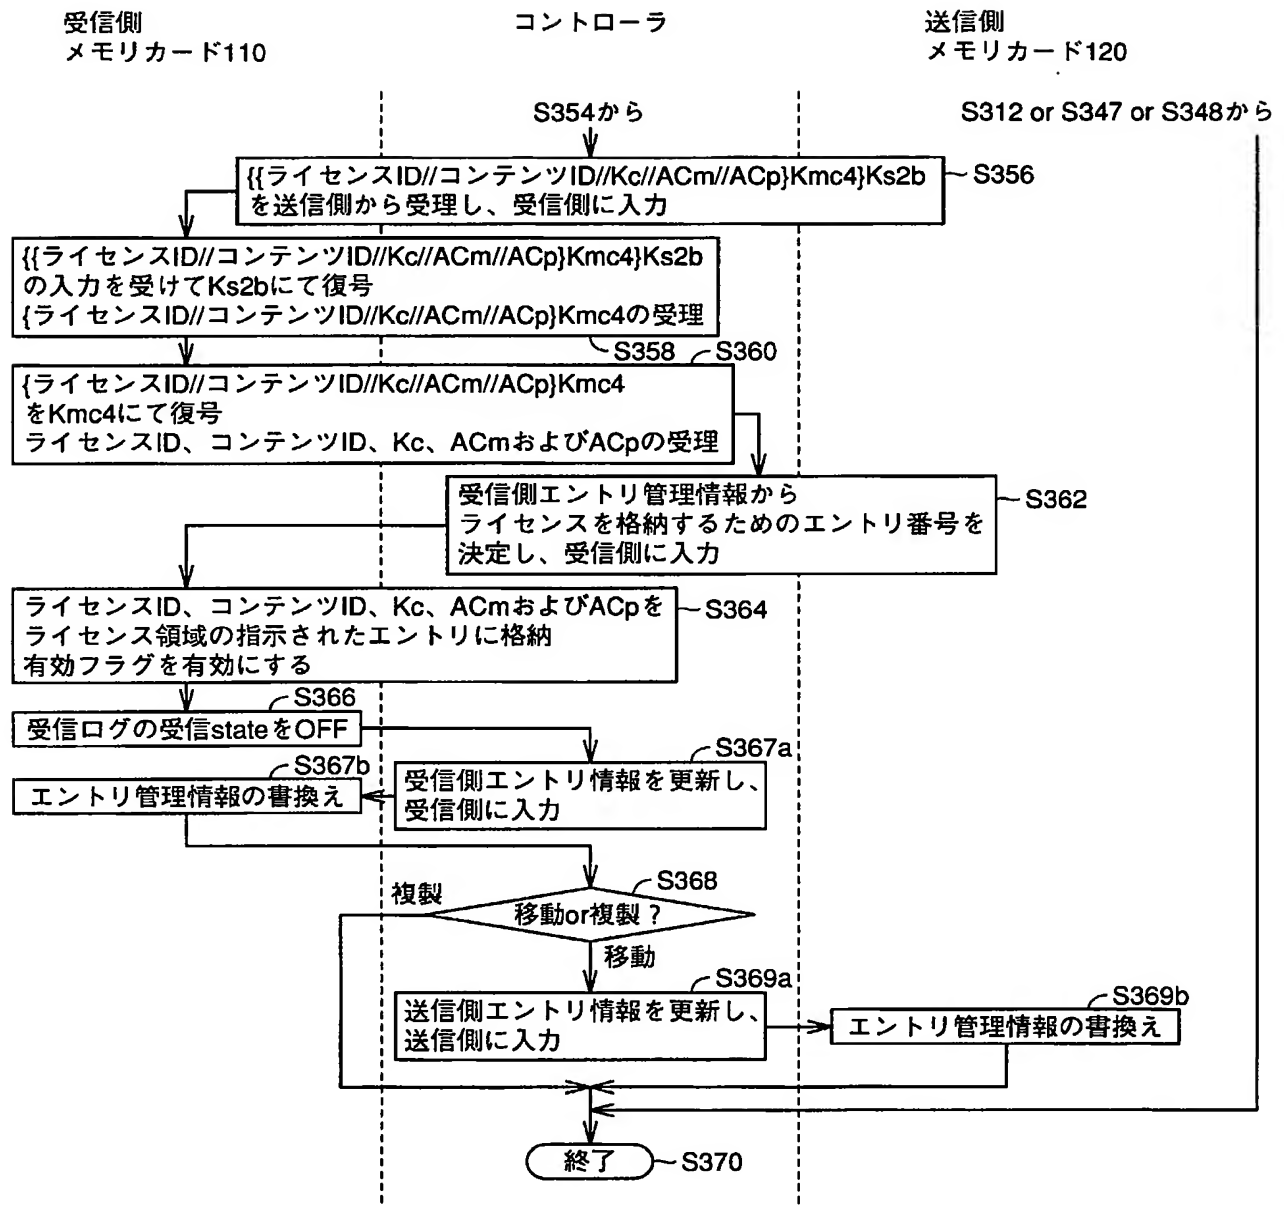 受信側
メモリカード110
コントローラ
送信側
メモリカード120
S354から
S312 or S347 or S348から
{{ライセンスID//コンテンツID//Kc//ACm//ACp}Kmc4}Ks2b
を送信側から受理し、受信側に入力
S356
{{ライセンスID//コンテンツID//Kc//ACm//ACp}Kmc4}Ks2b
の入力を受けてKs2bにて復号
{ライセンスID//コンテンツID//Kc//ACm//ACp}Kmc4の受理
S358
S360
{ライセンスID//コンテンツID//Kc//ACm//ACp}Kmc4
をKmc4にて復号
ライセンスID、コンテンツID、Kc、ACmおよびACpの受理
受信側エントリ管理情報から
ライセンスを格納するためのエントリ番号を
決定し、受信側に入力
S362
ライセンスID、コンテンツID、Kc、ACmおよびACpを
ライセンス領域の指示されたエントリに格納
有効フラグを有効にする
S364
S366
受信ログの受信stateをOFF
S367a
受信側エントリ情報を更新し、
受信側に入力
S367b
エントリ管理情報の書換え
S368
複製
移動or複製?
移動
S369a
送信側エントリ情報を更新し、
送信側に入力
S369b
エントリ管理情報の書換え
終了
S370